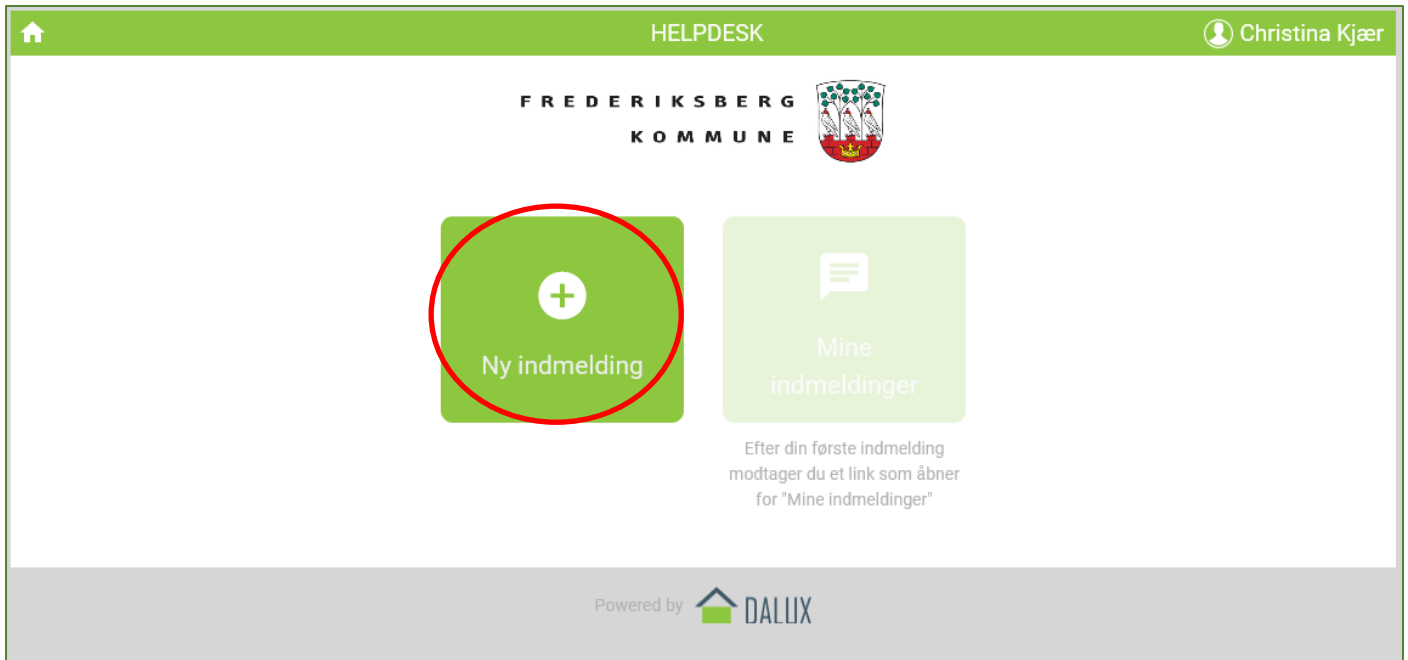 HELPDESK
Christina Kjær
FREDERIKSBERG
KOMMUNE
Ny indmelding
Mine
indmeldinger
Efter din første indmelding
modtager du et link som åbner
for "Mine indmeldinger"
Powered by DALUX